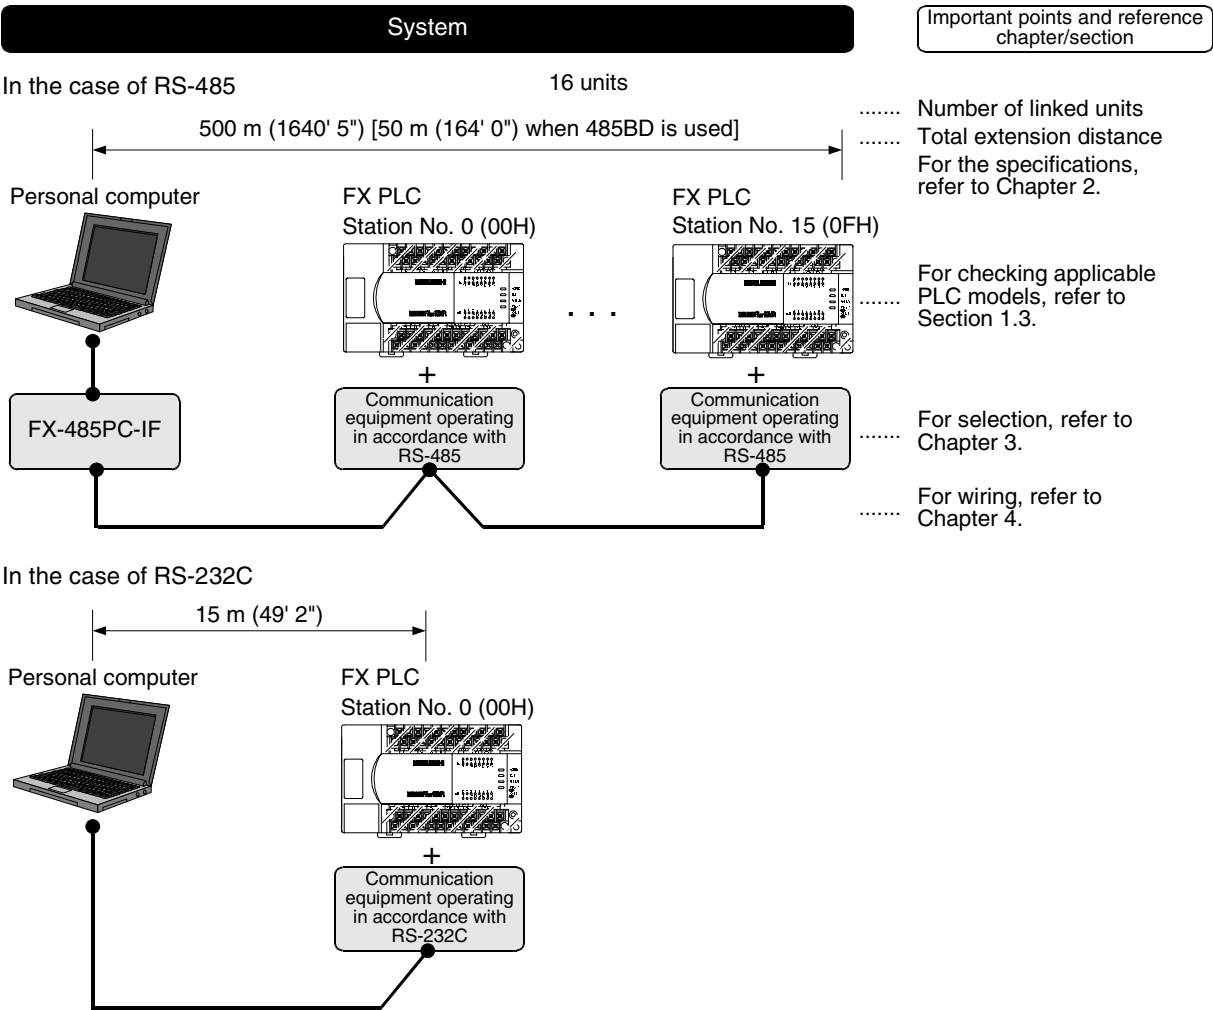 System
Important points and reference
chapter/section
In the case of RS-485
16 units
....... Number of linked units
500 m (1640' 5") [50 m (164' 0") when 485BD is used]
....... Total extension distance
For the specifications,
refer to Chapter 2.
Personal computer
FX PLC
Station No. 0 (00H)
FX PLC
Station No. 15 (0FH)
. . .
....... For checking applicable
PLC models, refer to
Section 1.3.
+
+
FX-485PC-IF
Communication
equipment operating
in accordance with
RS-485
Communication
equipment operating
in accordance with
RS-485
....... For selection, refer to
Chapter 3.
....... For wiring, refer to
Chapter 4.
In the case of RS-232C
15 m (49' 2")
Personal computer
FX PLC
Station No. 0 (00H)
+
Communication
equipment operating
in accordance with
RS-232C